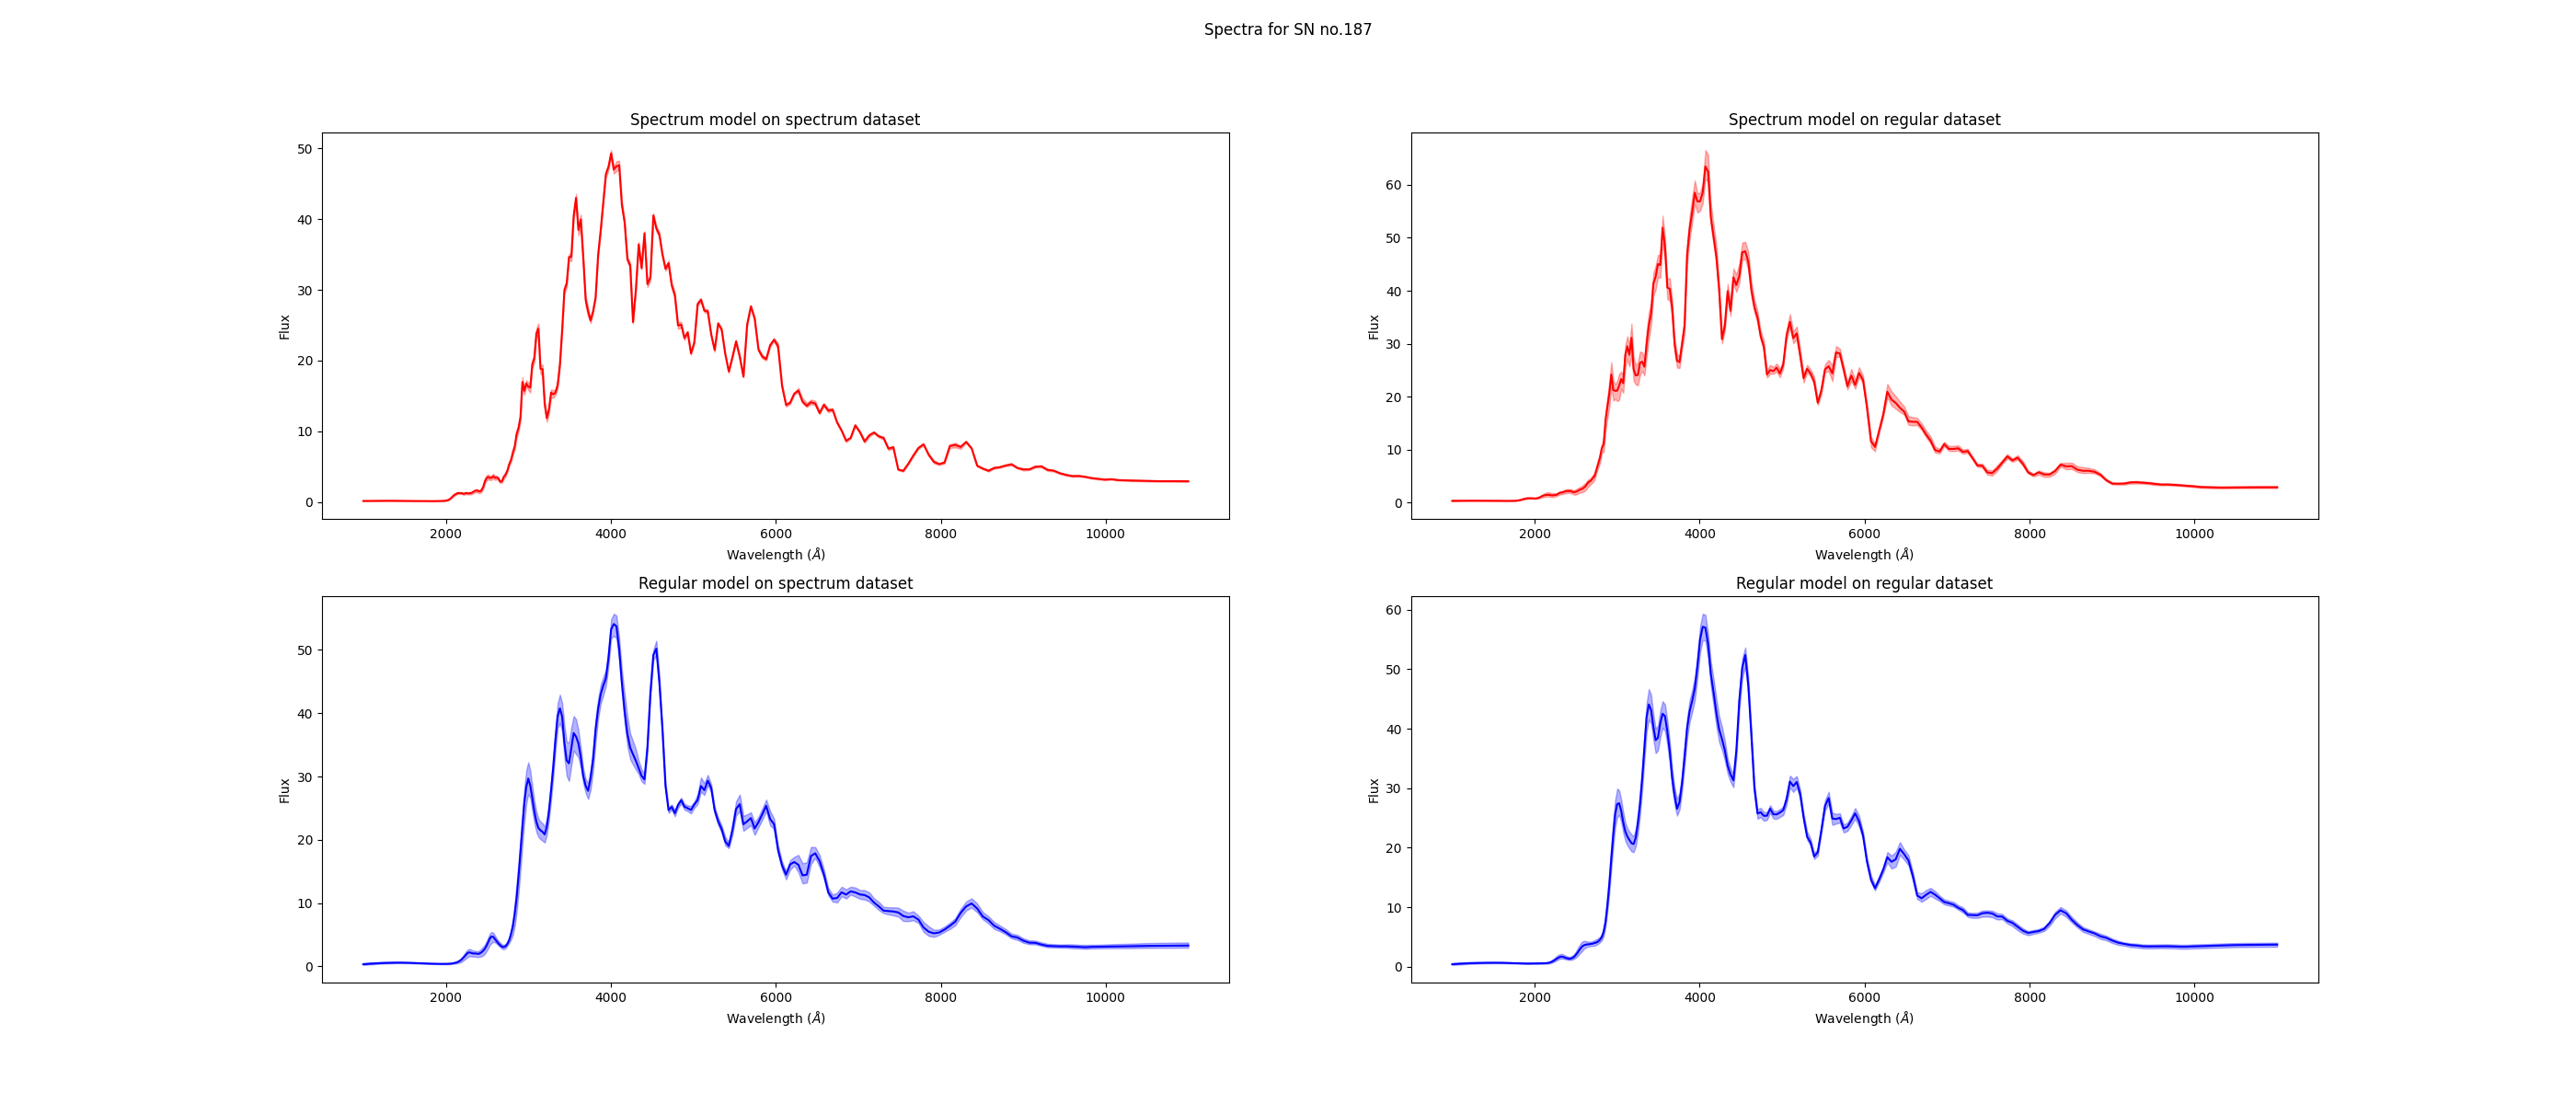 Spectra for SN no.187
Spectrum model on spectrum dataset
50
40
30
20
10
0
Flux
2000 4000 6000 8000 10000
Wavelength (Å)
Spectrum model on regular dataset
60
50
40
30
20
10
0
Flux
2000 4000 6000 8000 10000
Wavelength (Å)
Regular model on spectrum dataset
50
40
30
20
10
0
Flux
2000 4000 6000 8000 10000
Wavelength (Å)
Regular model on regular dataset
60
50
40
30
20
10
0
Flux
2000 4000 6000 8000 10000
Wavelength (Å)